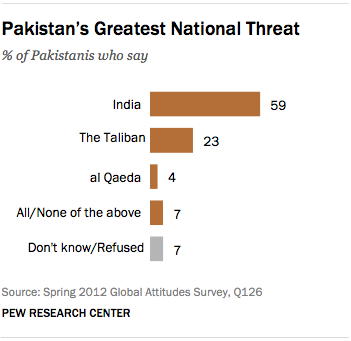 Pakistan's Greatest National Threat
% of Pakistanis who say
India 59
The Taliban 23
al Qaeda 4
All/None of the above 7
Don't know/Refused 7
Source: Spring 2012 Global Attitudes Survey, Q126
PEW RESEARCH CENTER